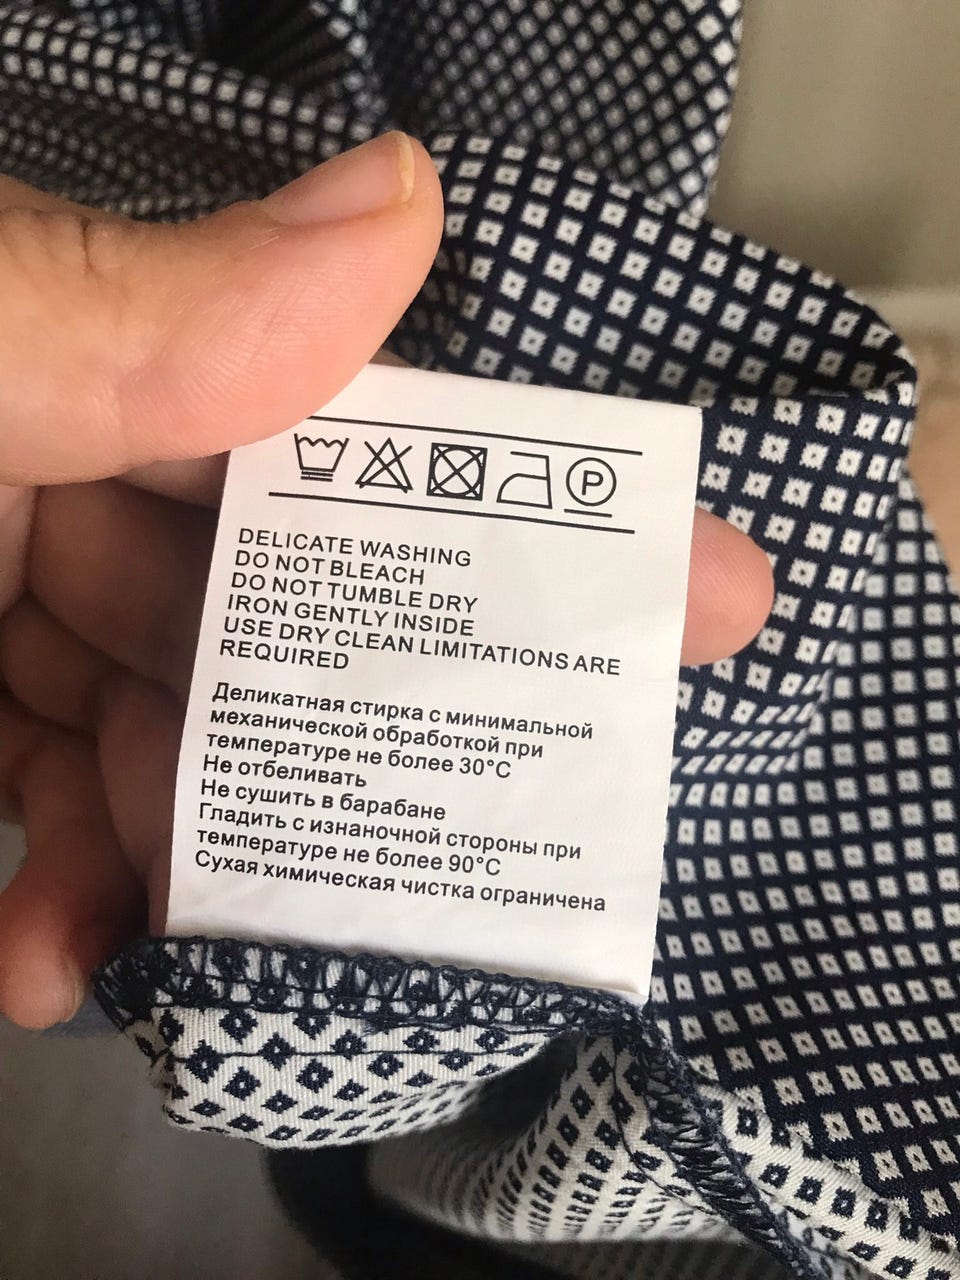 P
DELICATE WASHING
DO NOT BLEACH
DO NOT TUMBLE DRY
IRON GENTLY INSIDE
USE DRY CLEAN LIMITATIONS ARE
REQUIRED
Деликатная стирка с минимальной
механической обработкой при
температуре не более 30°C
Не отбеливать
Не сушить в барабане
Гладить с изнаночной стороны при
температуре не более 90°C
Сухая химическая чистка ограничена